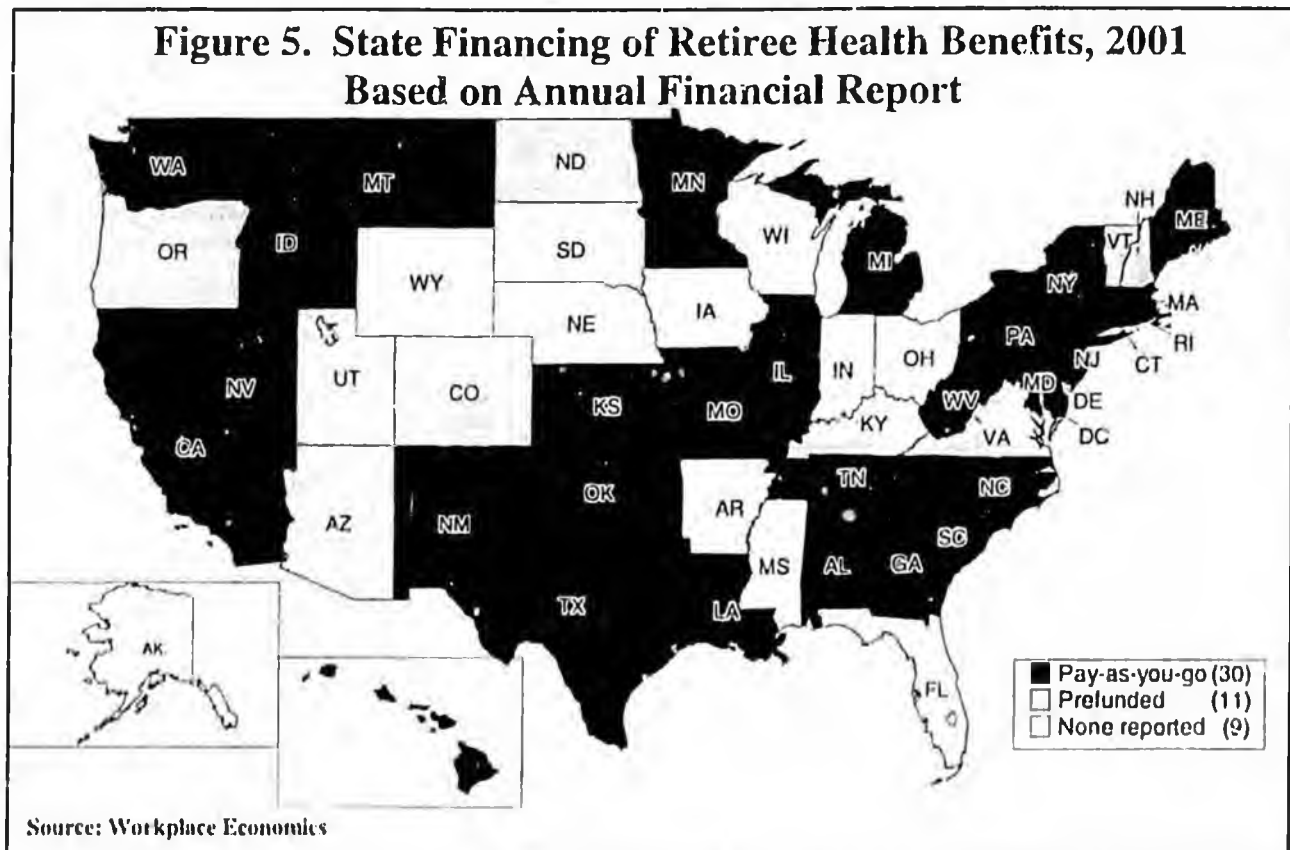 Figure 5. State Financing of Retiree Health Benefits, 2001
Based on Annual Financial Report
WA
MT
ND
MN
NH
ME
OR
ID
SD
WI
VT
MI
NY
WY
MA
IA
NE
PA
RI
NV
UT
CO
IL
IN
OH
NJ
CT
KS
MO
MD
WV
DE
KY
VA
DC
CA
OK
TN
NC
AZ
NM
AR
SC
MS
AL
GA
TX
LA
AK
FL
Pay-as-you-go (30)
Prefunded (11)
None reported (9)
Source: Workplace Economics